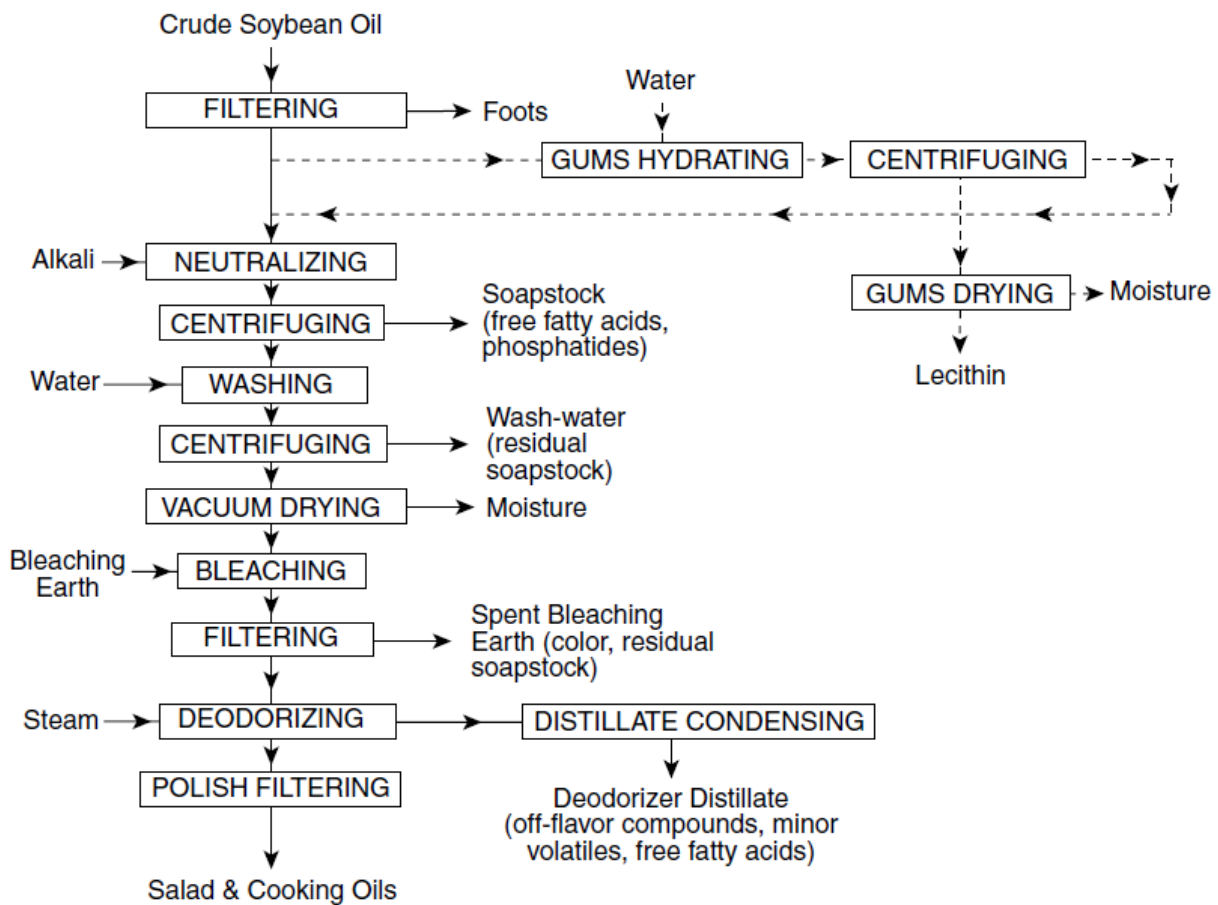 Crude Soybean Oil
FILTERING
Foots
Water
GUMS HYDRATING
CENTRIFUGING
Alkali
NEUTRALIZING
GUMS DRYING
Moisture
Lecithin
CENTRIFUGING
Soapstock
(free fatty acids,
phosphatides)
Water
WASHING
CENTRIFUGING
Wash-water
(residual
soapstock)
VACUUM DRYING
Moisture
Bleaching
Earth
BLEACHING
FILTERING
Spent Bleaching
Earth (color, residual
soapstock)
Steam
DEODORIZING
DISTILLATE CONDENSING
POLISH FILTERING
Deodorizer Distillate
(off-flavor compounds, minor
volatiles, free fatty acids)
Salad & Cooking Oils